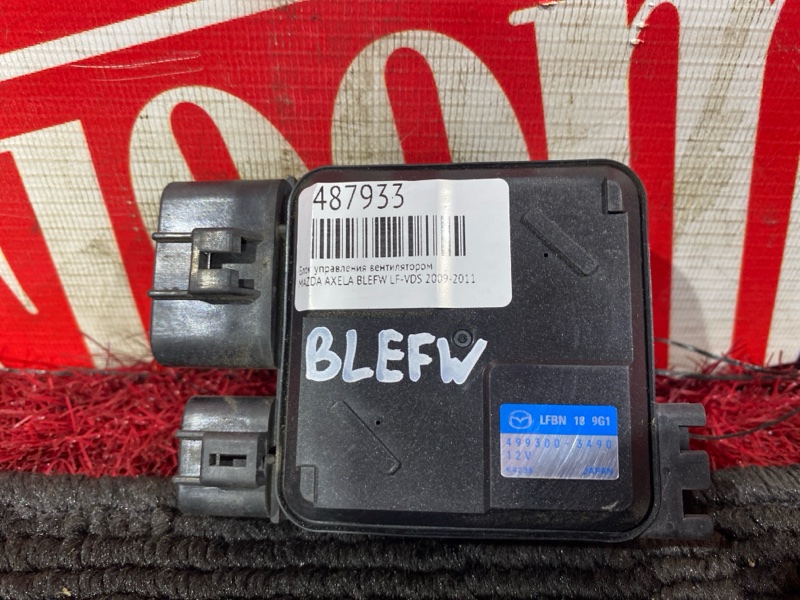 487933
Блок управления вентилятором
MAZDA AXELA BLEFW LF-VDS 2009-2011
BLEFW
LFBN 18 9G1
499300-3490
12V
JAPAN